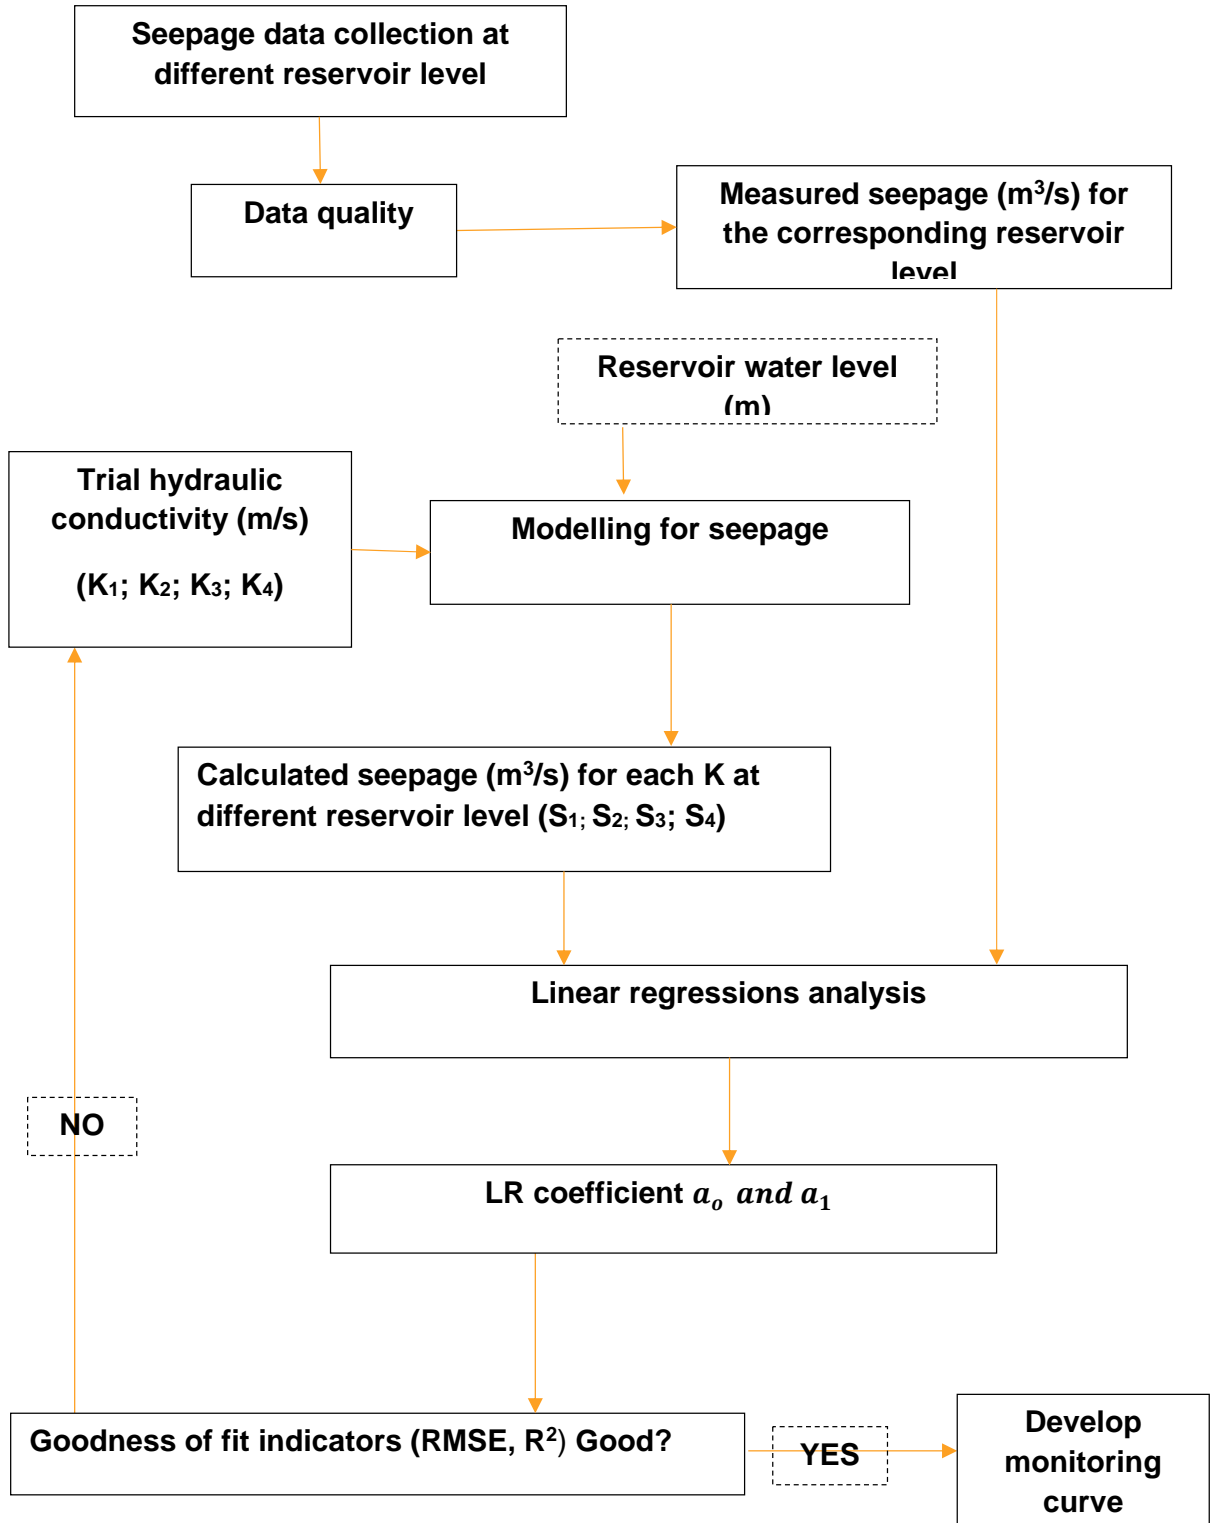 Seepage data collection at
different reservoir level
Data quality
Measured seepage (m³/s) for
the corresponding reservoir
level
Reservoir water level
(m)
Trial hydraulic
conductivity (m/s)
(K₁; K₂; K₃; K₄)
Modelling for seepage
Calculated seepage (m³/s) for each K at
different reservoir level (S₁; S₂; S₃; S₄)
Linear regressions analysis
NO
LR coefficient aₒ and a₁
Goodness of fit indicators (RMSE, R²) Good?
YES
Develop
monitoring
curve